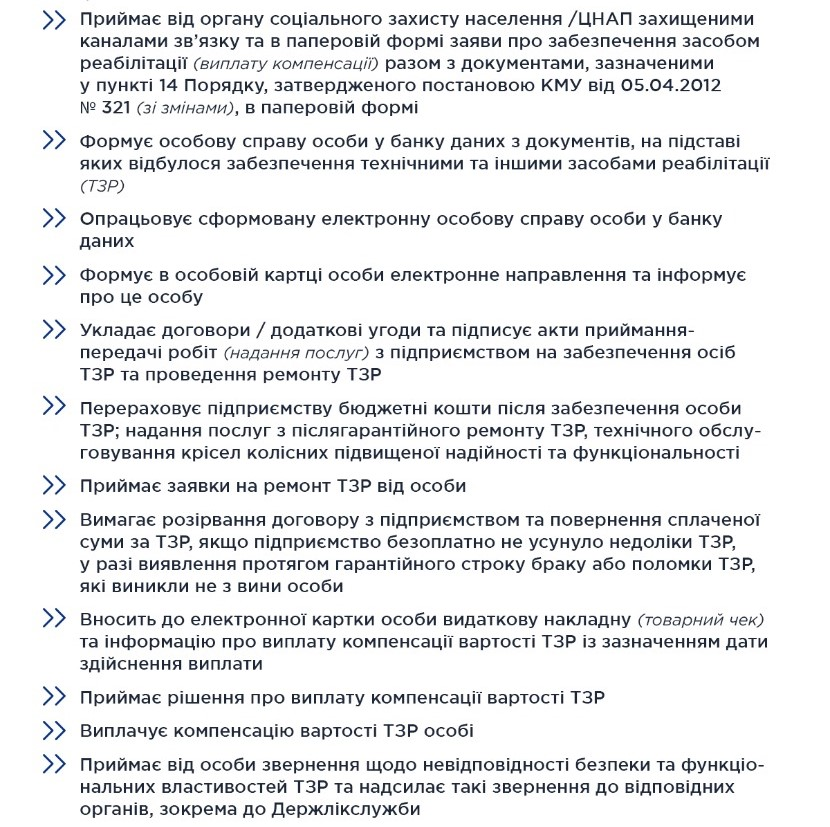 Приймає від органу соціального захисту населення /ЦНАП захищеними
каналами зв’язку та в паперовій формі заяви про забезпечення засобом
реабілітації (виплату компенсації) разом з документами, зазначеними
у пункті 14 Порядку, затвердженого постановою КМУ від 05.04.2012
№ 321 (зі змінами), в паперовій формі
Формує особову справу особи у банку даних з документів, на підставі
яких відбулося забезпечення технічними та іншими засобами реабілітації
(ТЗР)
Опрацьовує сформовану електронну особову справу особи у банку
даних
Формує в особовій картці особи електронне направлення та інформує
про це особу
Укладає договори / додаткові угоди та підписує акти приймання-
передачі робіт (надання послуг) з підприємством на забезпечення осіб
ТЗР та проведення ремонту ТЗР
Перераховує підприємству бюджетні кошти після забезпечення особи
ТЗР; надання послуг з післягарантійного ремонту ТЗР, технічного обслу-
говування крісел колісних підвищеної надійності та функціональності
Приймає заявки на ремонт ТЗР від особи
Вимагає розірвання договору з підприємством та повернення сплаченої
суми за ТЗР, якщо підприємство безоплатно не усунуло недоліки ТЗР,
у разі виявлення протягом гарантійного строку браку або поломки ТЗР,
які виникли не з вини особи
Вносить до електронної картки особи видаткову накладну (товарний чек)
та інформацію про виплату компенсації вартості ТЗР із зазначенням дати
здійснення виплати
Приймає рішення про виплату компенсації вартості ТЗР
Виплачує компенсацію вартості ТЗР особі
Приймає від особи звернення щодо невідповідності безпеки та функціо-
нальних властивостей ТЗР та надсилає такі звернення до відповідних
органів, зокрема до Держлікслужби